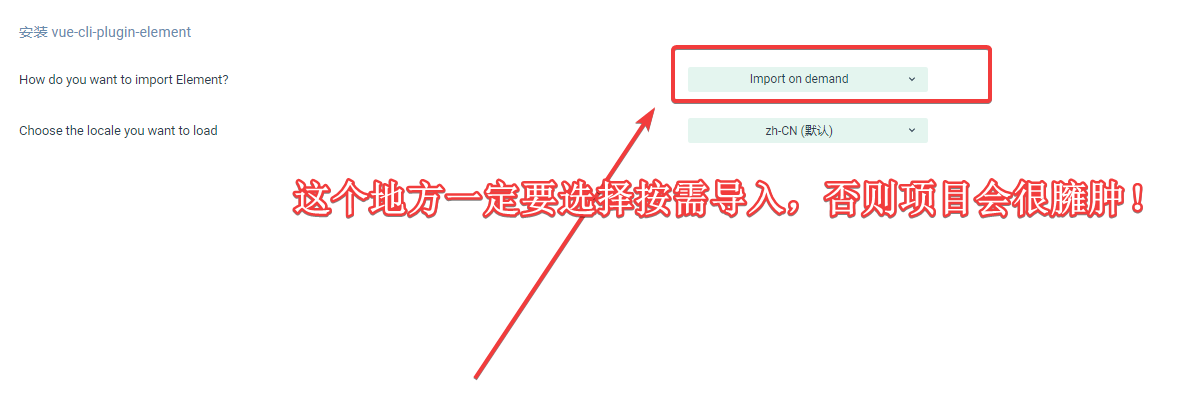 安装 vue-cli-plugin-element
How do you want to import Element?
Import on demand
Choose the locale you want to load
zh-CN (默认)
这个地方一定要选择按需导入，否则项目会很臃肿！